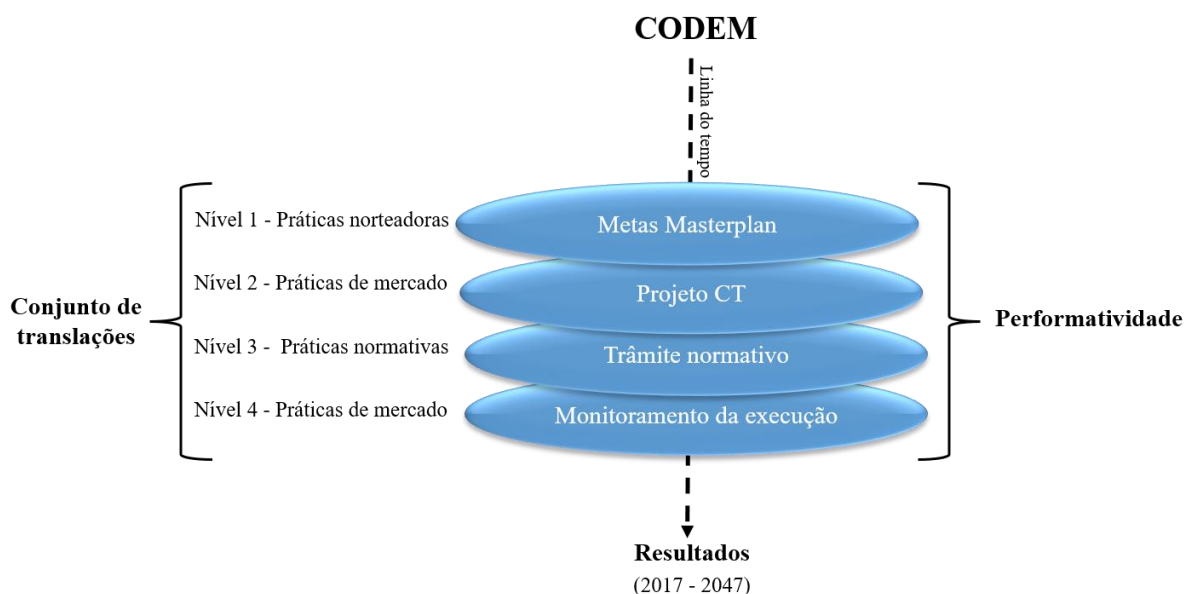 CODEM
Linha do tempo
Nível 1 - Práticas norteadoras
Metas Masterplan
Nível 2 - Práticas de mercado
Projeto CT
Conjunto de
translações
Performatividade
Nível 3 -  Práticas normativas
Trâmite normativo
Nível 4 - Práticas de mercado
Monitoramento da execução
Resultados
(2017 - 2047)